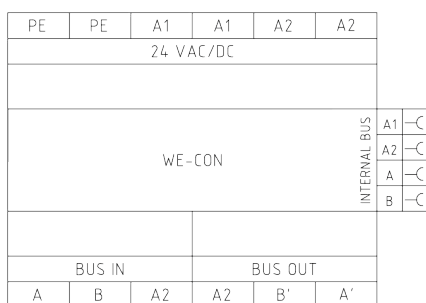 PE PE A1 A1 A2 A2
24 VAC/DC
WE-CON
INTERNAL BUS
A1
A2
A
B
BUS IN BUS OUT
A B A2 A2 B' A'